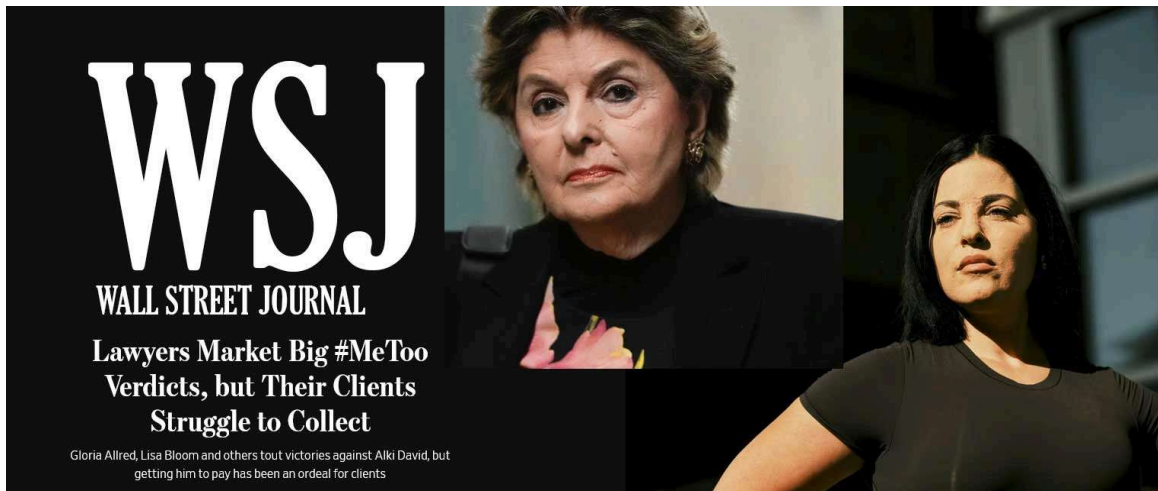 WSJ
WALL STREET JOURNAL
Lawyers Market Big #MeToo
Verdicts, but Their Clients
Struggle to Collect
Gloria Allred, Lisa Bloom and others tout victories against Alki David, but
getting him to pay has been an ordeal for clients